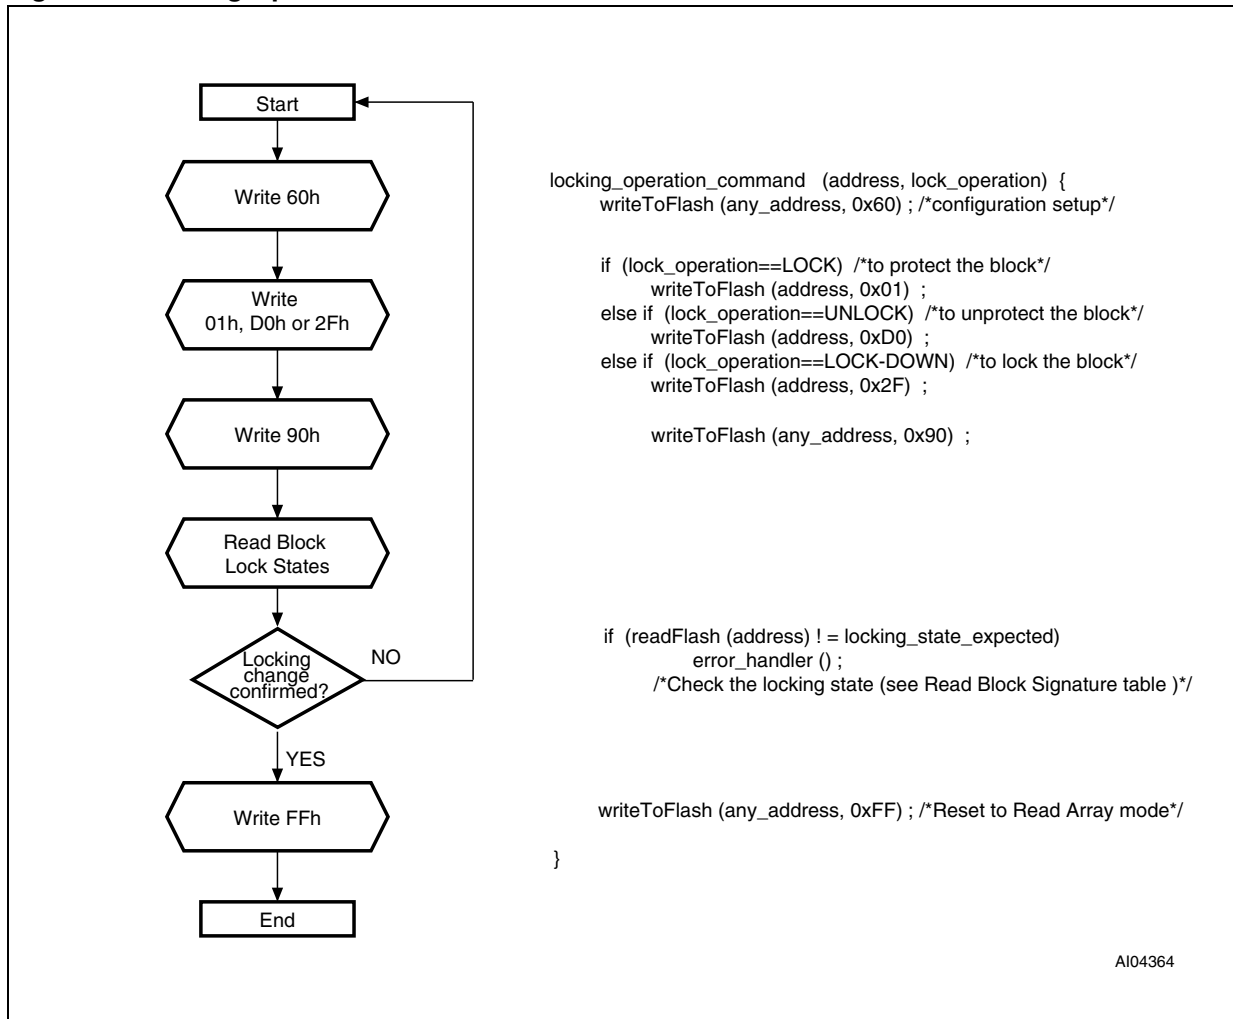 Start
Write 60h
Write
01h, D0h or 2Fh
Write 90h
Read Block
Lock States
Locking
change
confirmed?
NO
YES
Write FFh
End
locking_operation_command (address, lock_operation) {
writeToFlash (any_address, 0x60) ; /*configuration setup*/
if (lock_operation==LOCK) /*to protect the block*/
writeToFlash (address, 0x01) ;
else if (lock_operation==UNLOCK) /*to unprotect the block*/
writeToFlash (address, 0xD0) ;
else if (lock_operation==LOCK-DOWN) /*to lock the block*/
writeToFlash (address, 0x2F) ;
writeToFlash (any_address, 0x90) ;
if (readFlash (address) ! = locking_state_expected)
error_handler () ;
/*Check the locking state (see Read Block Signature table )*/
writeToFlash (any_address, 0xFF) ; /*Reset to Read Array mode*/
}
AI04364